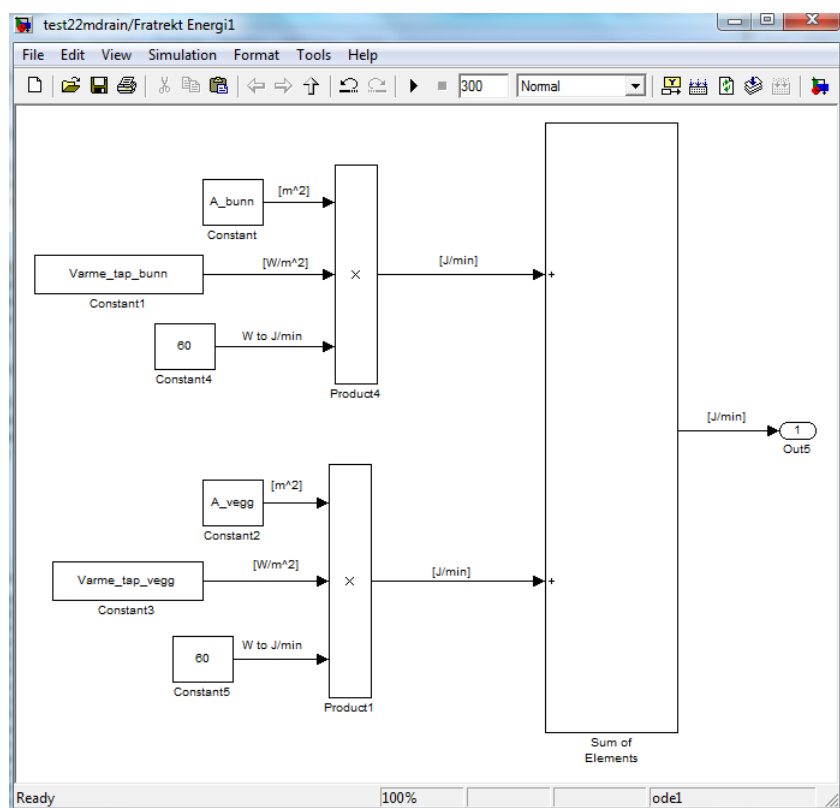 test22mdrain/Fratrekt Energi1
File Edit View Simulation Format Tools Help
300 Normal
A_bunn
[m^2]
Constant
Varme_tap_bunn
[W/m^2]
Constant1
×
[J/min]
+
60
W to J/min
Constant4
Product4
[J/min]
1
Out5
A_vegg
[m^2]
Constant2
Varme_tap_vegg
[W/m^2]
Constant3
×
[J/min]
+
60
W to J/min
Constant5
Product1
Sum of
Elements
Ready 100% ode1